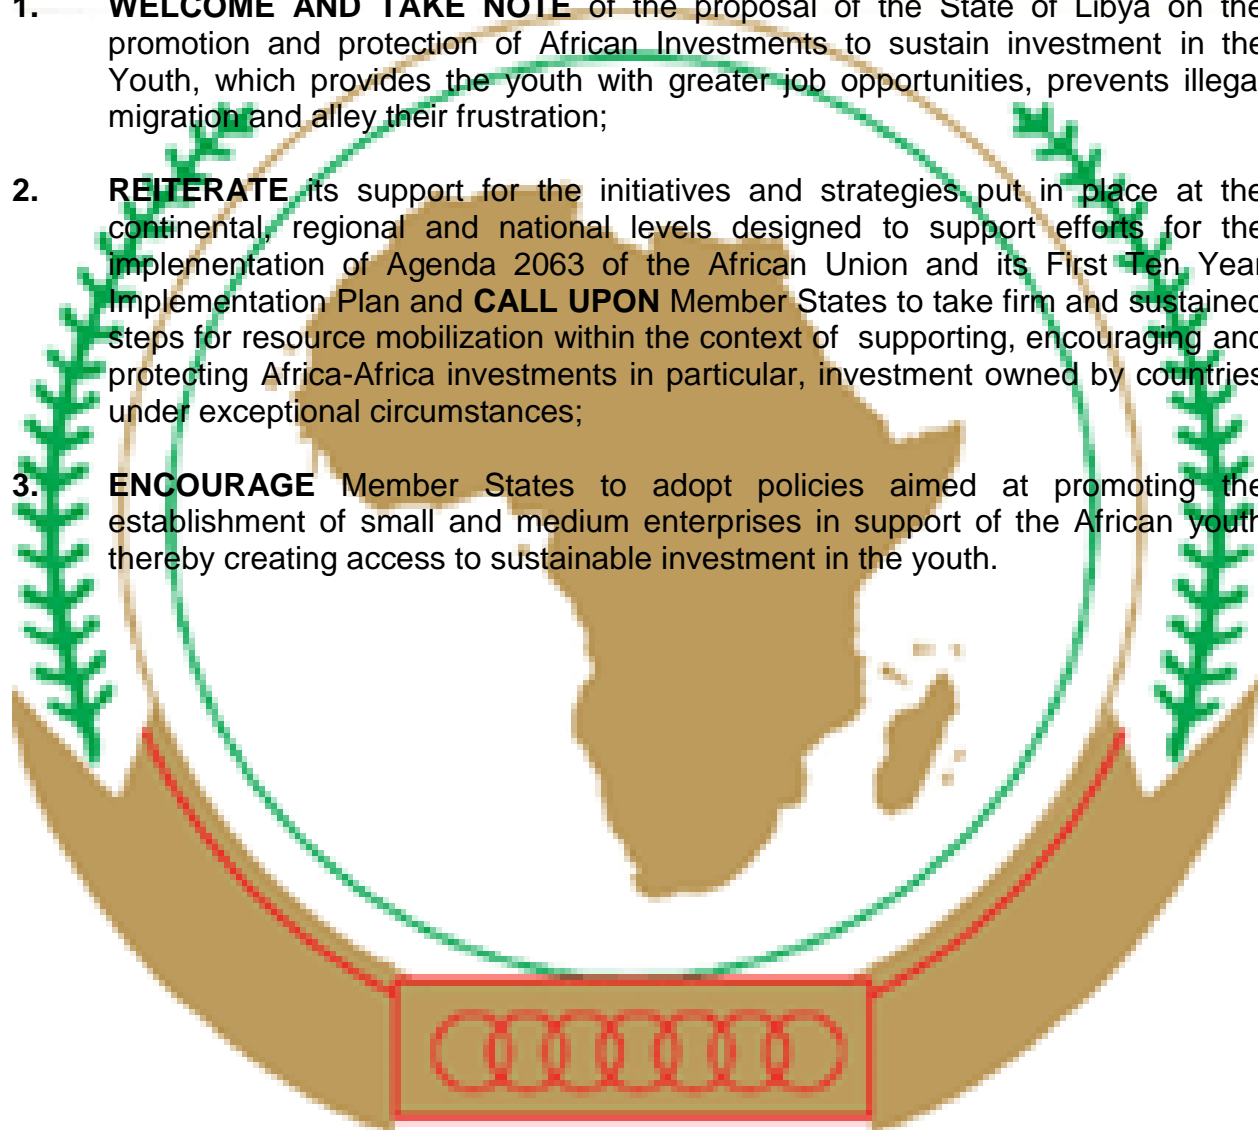 1. WELCOME AND TAKE NOTE of the proposal of the State of Libya on the
promotion and protection of African Investments to sustain investment in the
Youth, which provides the youth with greater job opportunities, prevents illegal
migration and alley their frustration;
2. REITERATE its support for the initiatives and strategies put in place at the
continental, regional and national levels designed to support efforts for the
implementation of Agenda 2063 of the African Union and its First Ten Year
Implementation Plan and CALL UPON Member States to take firm and sustained
steps for resource mobilization within the context of supporting, encouraging and
protecting Africa-Africa investments in particular, investment owned by countries
under exceptional circumstances;
3. ENCOURAGE Member States to adopt policies aimed at promoting the
establishment of small and medium enterprises in support of the African youth
thereby creating access to sustainable investment in the youth.